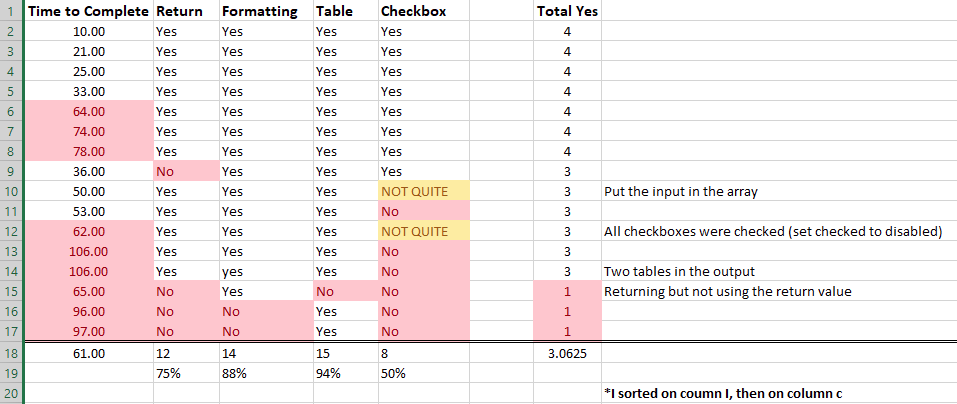 1 Time to Complete Return Formatting Table Checkbox Total Yes
2 10.00 Yes Yes Yes Yes 4
3 21.00 Yes Yes Yes Yes 4
4 25.00 Yes Yes Yes Yes 4
5 33.00 Yes Yes Yes Yes 4
6 64.00 Yes Yes Yes Yes 4
7 74.00 Yes Yes Yes Yes 4
8 78.00 Yes Yes Yes Yes 4
9 36.00 No Yes Yes Yes 3
10 50.00 Yes Yes Yes NOT QUITE 3 Put the input in the array
11 53.00 Yes Yes Yes No 3
12 62.00 Yes Yes Yes NOT QUITE 3 All checkboxes were checked (set checked to disabled)
13 106.00 Yes Yes Yes No 3
14 106.00 Yes yes Yes No 3 Two tables in the output
15 65.00 No Yes No No 1 Returning but not using the return value
16 96.00 No No Yes No 1
17 97.00 No No Yes No 1
18 61.00 12 14 15 8 3.0625
19 75% 88% 94% 50%
20 *I sorted on coumn I, then on column c